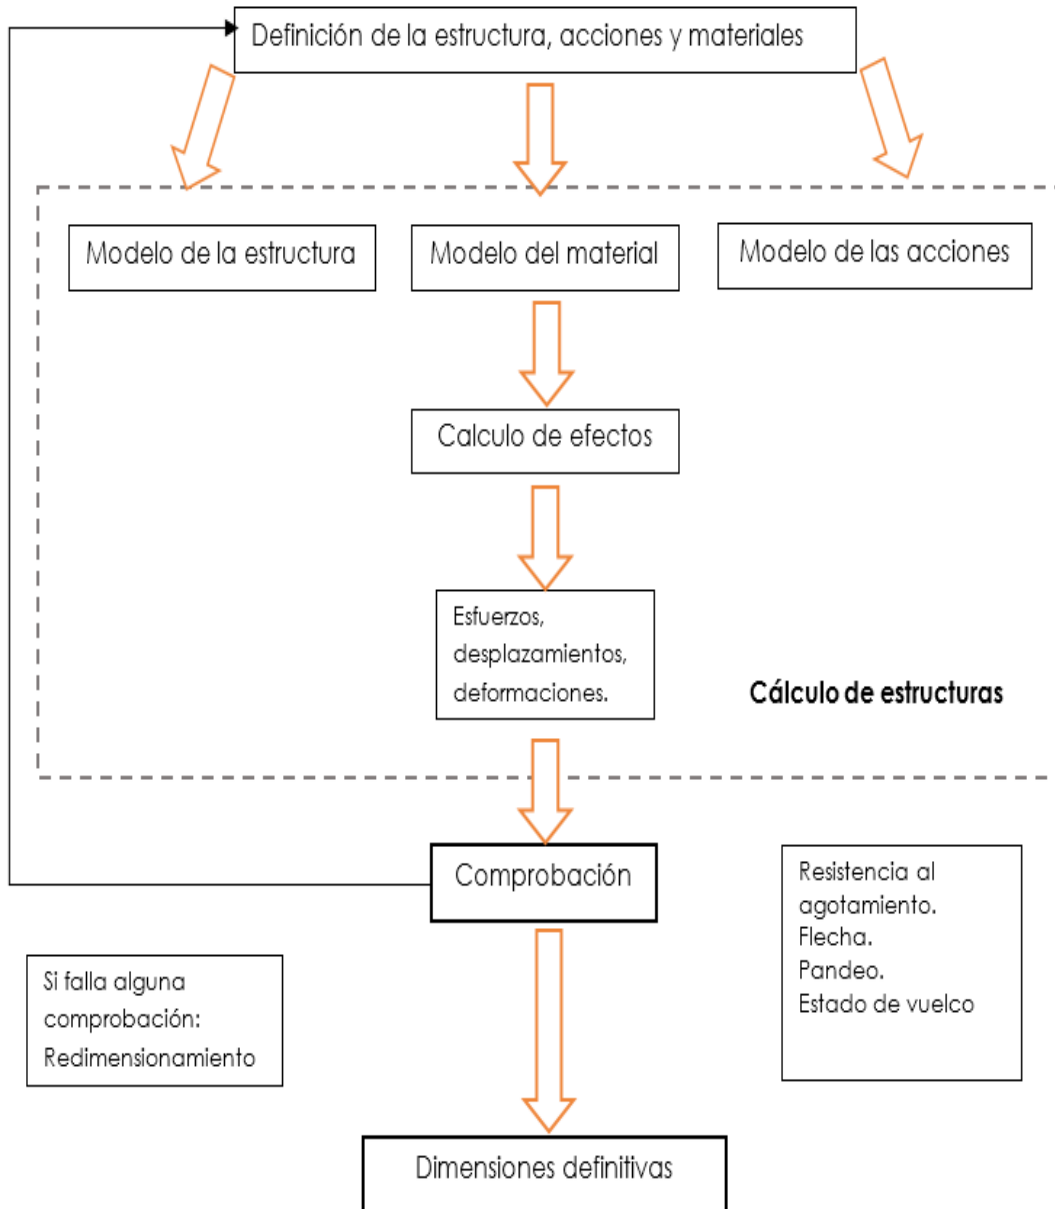 Definición de la estructura, acciones y materiales
Modelo de la estructura
Modelo del material
Modelo de las acciones
Calculo de efectos
Esfuerzos,
desplazamientos,
deformaciones.
Cálculo de estructuras
Comprobación
Resistencia al
agotamiento.
Flecha.
Pandeo.
Estado de vuelco
Si falla alguna
comprobación:
Redimensionamiento
Dimensiones definitivas